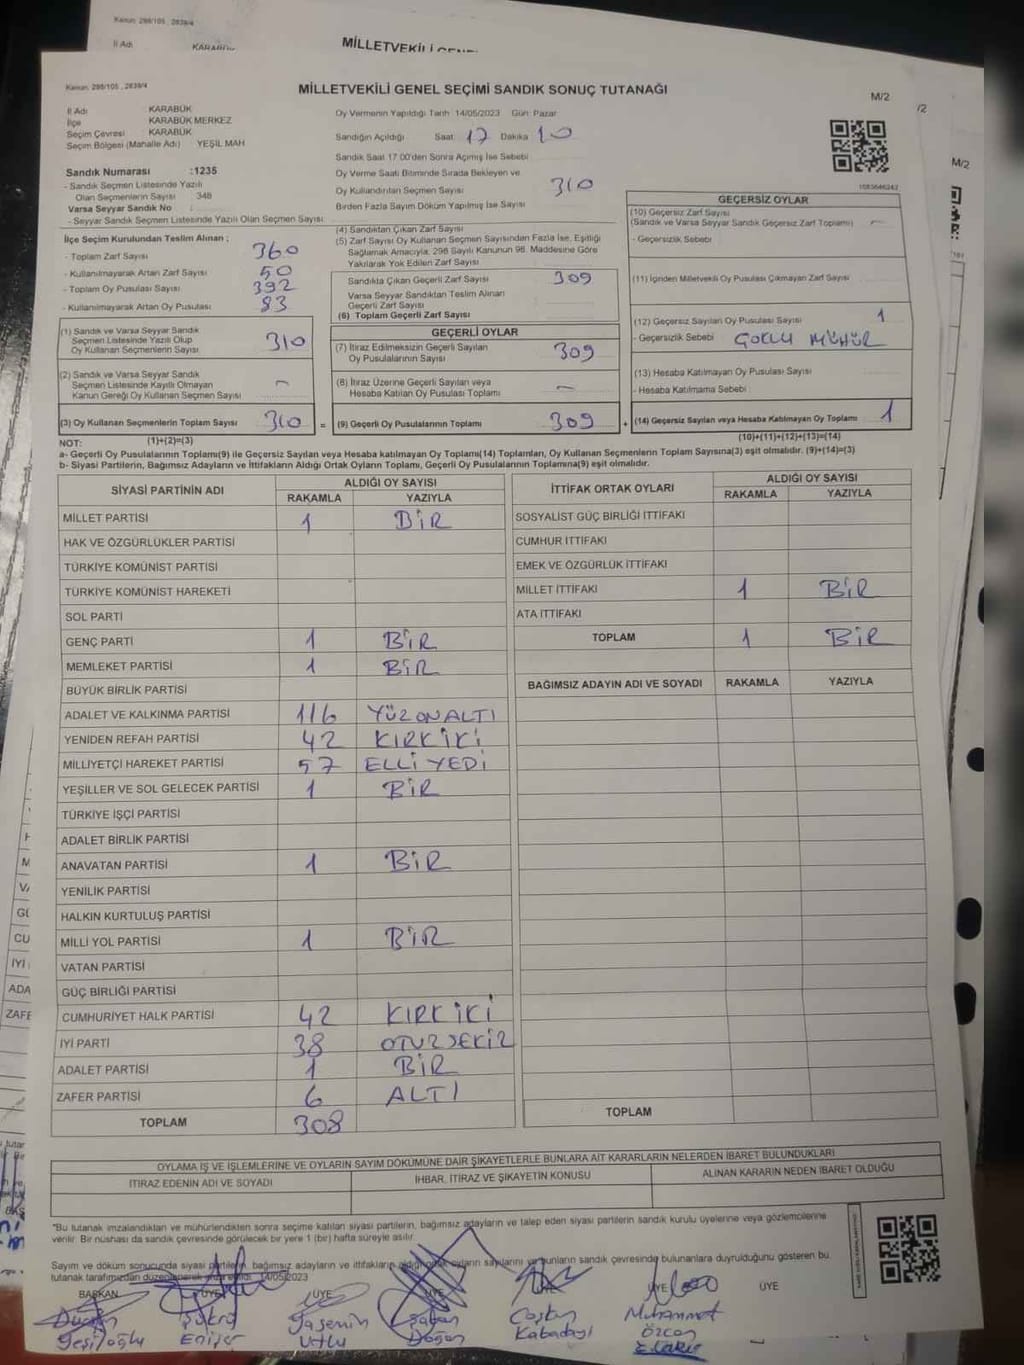 Kanun: 298/105 , 2839/4
İl Adı KARABÜK
MİLLETVEKİLİ GENEL
Kanun: 298/105 , 2839/4
MİLLETVEKİLİ GENEL SEÇİMİ SANDIK SONUÇ TUTANAĞI
M/2
/2
M/2
İl Adı KARABÜK
İlçe KARABÜK MERKEZ
Seçim Çevresi KARABÜK
Seçim Bölgesi (Mahalle Adı) YEŞİL MAH
Oy Vermenin Yapıldığı Tarih 14/05/2023 Gün: Pazar
Sandığın Açıldığı Saat: 17 Dakika 10
Sandık Saat 17:00'den Sonra Açılmış İse Sebebi
Oy Verme Saati Bitiminde Sırada Bekleyen ve
Oy Kullandırılan Seçmen Sayısı 310
Birden Fazla Sayım Döküm Yapılmış İse Sayısı
Sandık Numarası :1235
- Sandık Seçmen Listesinde Yazılı
Olan Seçmenlerin Sayısı 348
Varsa Seyyar Sandık No
- Seyyar Sandık Seçmen Listesinde Yazılı Olan Seçmen Sayısı
İlçe Seçim Kurulundan Teslim Alınan ;
- Toplam Zarf Sayısı 360
- Kullanılmayarak Artan Zarf Sayısı 50
- Toplam Oy Pusulası Sayısı 392
- Kullanılmayarak Artan Oy Pusulası 83
(1) Sandık ve Varsa Seyyar Sandık
Seçmen Listesinde Yazılı Olup
Oy Kullanan Seçmenlerin Sayısı 310
(2) Sandık ve Varsa Seyyar Sandık
Seçmen Listesinde Kayıtlı Olmayan
Kanun Gereği Oy Kullanan Seçmen Sayısı
(3) Oy Kullanan Seçmenlerin Toplam Sayısı 310 =
(4) Sandıktan Çıkan Zarf Sayısı
(5) Zarf Sayısı Oy Kullanan Seçmen Sayısından Fazla İse, Eşitliği
Sağlamak Amacıyla; 298 Sayılı Kanunun 98. Maddesine Göre
Yakılarak Yok Edilen Zarf Sayısı
Sandıkta Çıkan Geçerli Zarf Sayısı 309
Varsa Seyyar Sandıktan Teslim Alınan
Geçerli Zarf Sayısı
(6) Toplam Geçerli Zarf Sayısı
GEÇERLİ OYLAR
(7) İtiraz Edilmeksizin Geçerli Sayılan
Oy Pusulalarının Sayısı 309
(8) İtiraz Üzerine Geçerli Sayılan veya
Hesaba Katılan Oy Pusulası Toplamı
(9) Geçerli Oy Pusulalarının Toplamı 309 +
GEÇERSİZ OYLAR
(10) Geçersiz Zarf Sayısı
(Sandık ve Varsa Seyyar Sandık Geçersiz Zarf Toplamı)
- Geçersizlik Sebebi
(11) İçinden Milletvekili Oy Pusulası Çıkmayan Zarf Sayısı
(12) Geçersiz Sayılan Oy Pusulası Sayısı 1
- Geçersizlik Sebebi ÇOKLU MÜHÜR
(13) Hesaba Katılmayan Oy Pusulası Sayısı
- Hesaba Katılmama Sebebi
(14) Geçersiz Sayılan veya Hesaba Katılmayan Oy Toplamı 1
NOT: (1)+(2)=(3) (10)+(11)+(12)+(13)=(14)
a- Geçerli Oy Pusulalarının Toplamı(9) ile Geçersiz Sayılan veya Hesaba katılmayan Oy Toplamı(14) Toplamları, Oy Kullanan Seçmenlerin Toplam Sayısına(3) eşit olmalıdır. (9)+(14)=(3)
b- Siyasi Partilerin, Bağımsız Adayların ve İttifakların Aldığı Ortak Oyların Toplamı, Geçerli Oy Pusulalarının Toplamına(9) eşit olmalıdır.
SİYASİ PARTİNİN ADI ALDIĞI OY SAYISI
RAKAMLA YAZIYLA
MİLLET PARTİSİ 1 BİR
HAK VE ÖZGÜRLÜKLER PARTİSİ
TÜRKİYE KOMÜNİST PARTİSİ
TÜRKİYE KOMÜNİST HAREKETİ
SOL PARTİ
GENÇ PARTİ 1 BİR
MEMLEKET PARTİSİ 1 BİR
BÜYÜK BİRLİK PARTİSİ
ADALET VE KALKINMA PARTİSİ 116 YÜZONALTI
YENİDEN REFAH PARTİSİ 42 KIRKİKİ
MİLLİYETÇİ HAREKET PARTİSİ 57 ELLİYEDİ
YEŞİLLER VE SOL GELECEK PARTİSİ 1 BİR
TÜRKİYE İŞÇİ PARTİSİ
ADALET BİRLİK PARTİSİ
ANAVATAN PARTİSİ 1 BİR
YENİLİK PARTİSİ
HALKIN KURTULUŞ PARTİSİ
MİLLİ YOL PARTİSİ 1 BİR
VATAN PARTİSİ
GÜÇ BİRLİĞİ PARTİSİ
CUMHURİYET HALK PARTİSİ 42 KIRKİKİ
İYİ PARTİ 38 OTUZSEKİZ
ADALET PARTİSİ 1 BİR
ZAFER PARTİSİ 6 ALTI
TOPLAM 308
İTTİFAK ORTAK OYLARI ALDIĞI OY SAYISI
RAKAMLA YAZIYLA
SOSYALİST GÜÇ BİRLİĞİ İTTİFAKI
CUMHUR İTTİFAKI
EMEK VE ÖZGÜRLÜK İTTİFAKI
MİLLET İTTİFAKI 1 BİR
ATA İTTİFAKI
TOPLAM 1 BİR
BAĞIMSIZ ADAYIN ADI VE SOYADI RAKAMLA YAZIYLA
TOPLAM
OYLAMA İŞ VE İŞLEMLERİNE VE OYLARIN SAYIM DÖKÜMÜNE DAİR ŞİKAYETLERLE BUNLARA AİT KARARLARIN NELERDEN İBARET BULUNDUKLARI
İTİRAZ EDENİN ADI VE SOYADI İHBAR, İTİRAZ VE ŞİKAYETİN KONUSU ALINAN KARARIN NEDEN İBARET OLDUĞU
"Bu tutanak imzalandıktan ve mühürlendikten sonra seçime katılan siyasi partilerin, bağımsız adayların ve talep eden siyasi partilerin sandık kurulu üyelerine veya gözlemcilerine
verilir. Bir nüshası da sandık çevresinde görülecek bir yere 1 (bir) hafta süreyle asılır.
Sayım ve döküm sonucunda siyasi partilerin, bağımsız adayların ve ittifakların aldığı oyların sayılarını bunların sandık çevresinde bulunanlara duyurulduğunu gösteren bu
tutanak tarafımızdan düzenlenerek 14/05/2023
BAŞKAN ÜYE ÜYE ÜYE ÜYE ÜYE
Yeşiloğlu Şükrü Enişer Yasemin Utlu Şaban Doğan Coşkun Kabadayı Muhammet Özcan